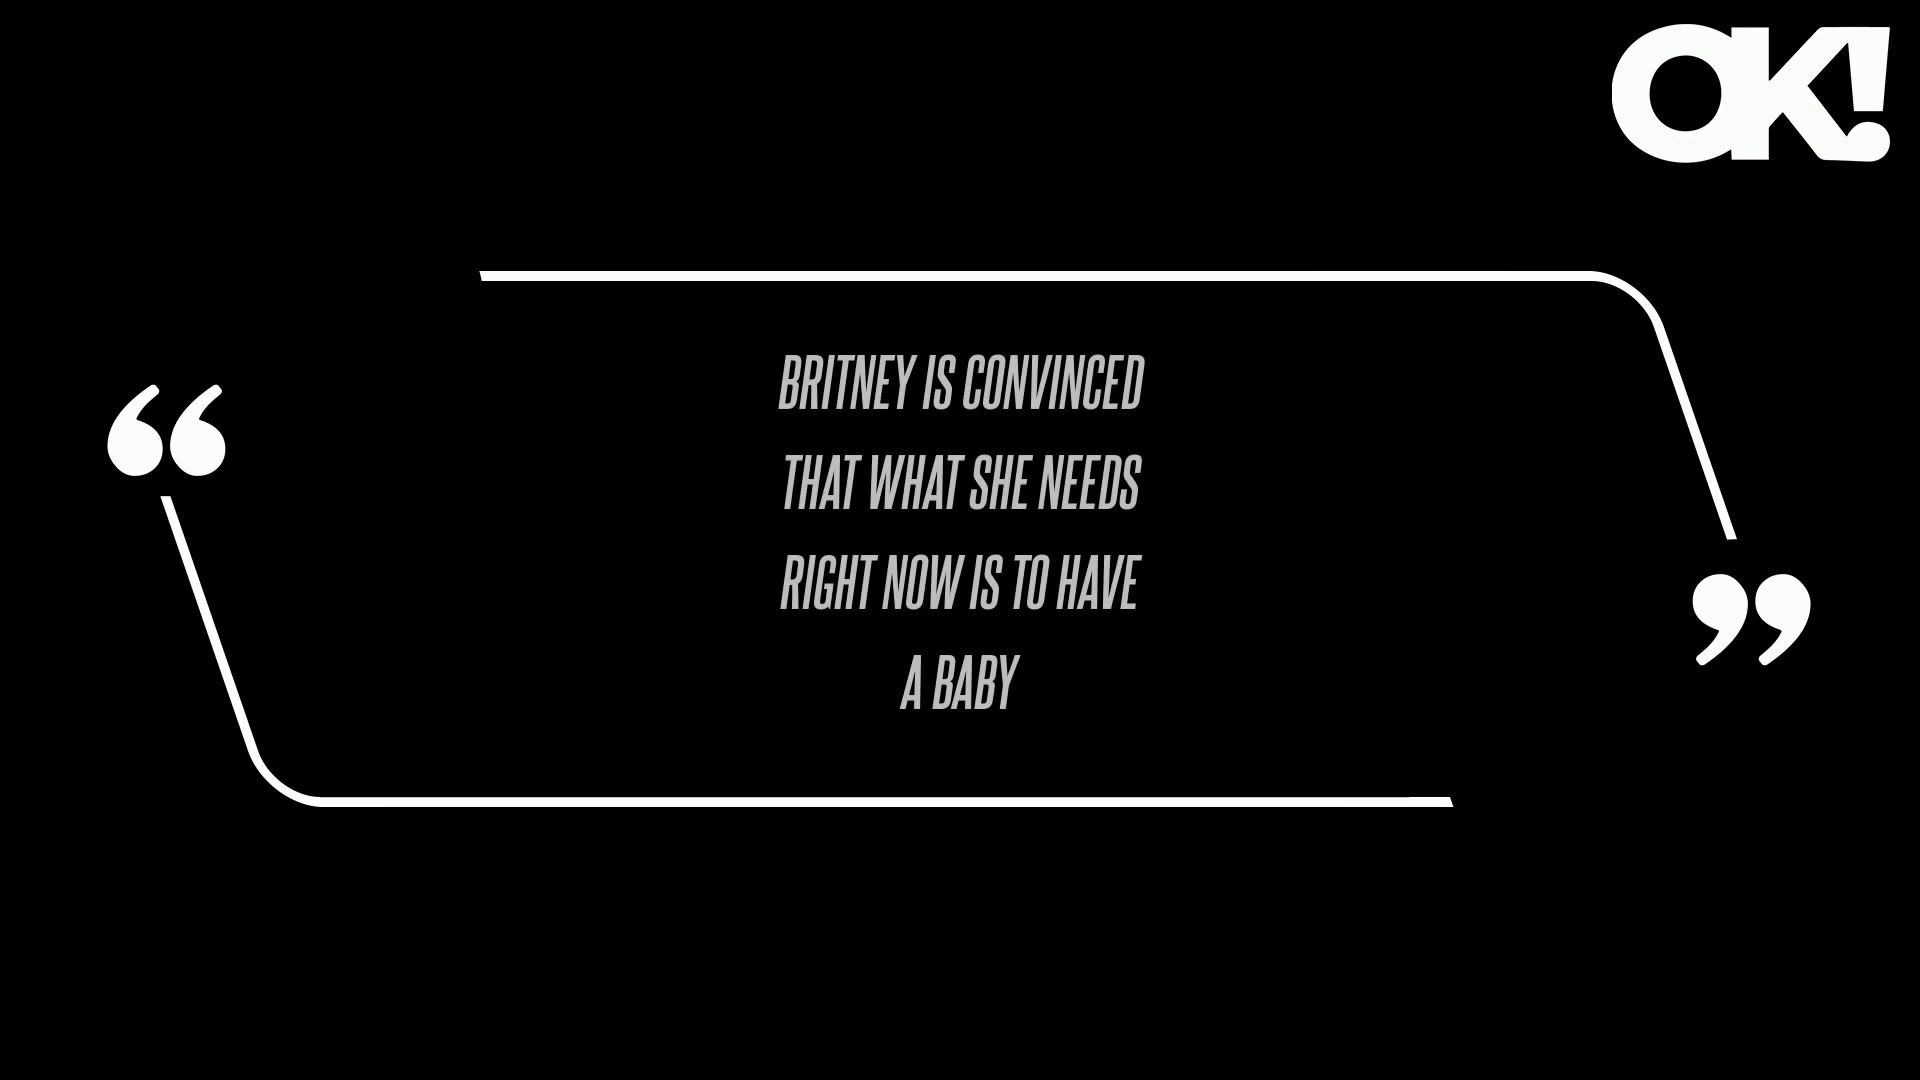 OK!
“
BRITNEY IS CONVINCED
THAT WHAT SHE NEEDS
RIGHT NOW IS TO HAVE
A BABY
”